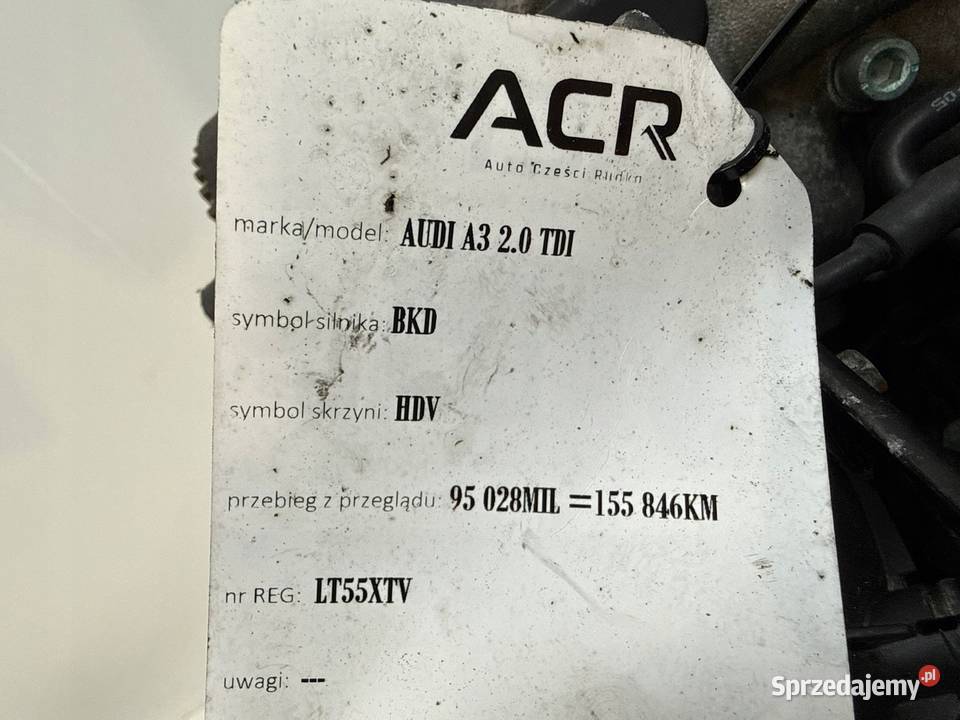 ACR
Auto Części Rudka
marka/model: AUDI A3 2.0 TDI
symbol silnika: BKD
symbol skrzyni: HDV
przebieg z przeglądu: 95 028MIL =155 846KM
nr REG: LT55XTV
uwagi: ---
Sprzedajemy.pl